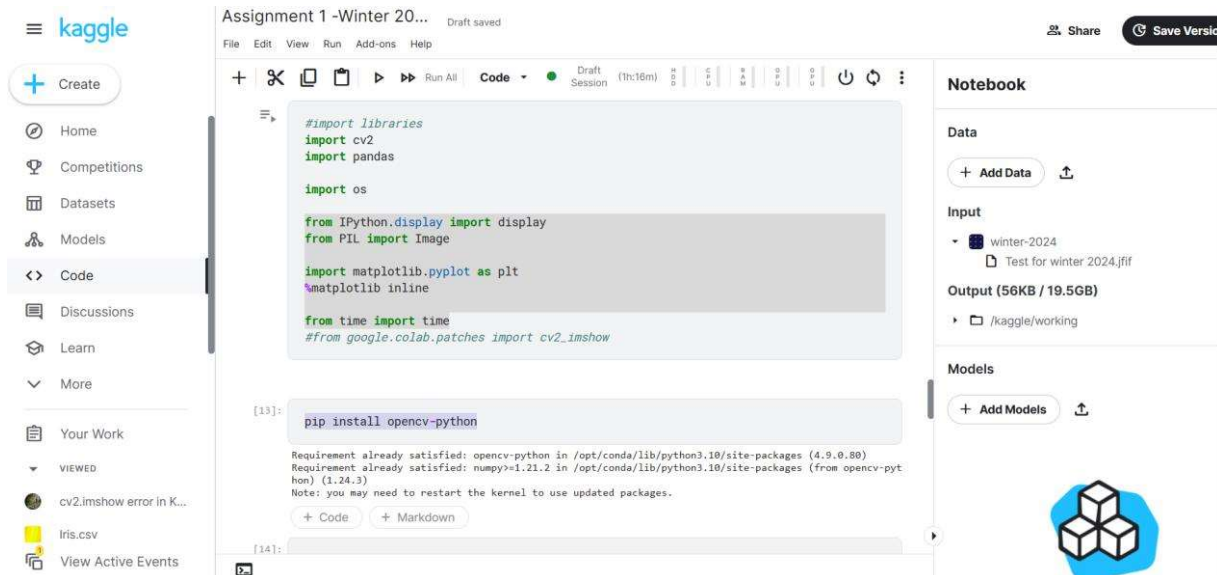 kaggle
Create
Home
Competitions
Datasets
Models
Code
Discussions
Learn
More
Your Work
VIEWED
cv2.imshow error in K...
Iris.csv
View Active Events
Assignment 1 -Winter 20...
Draft saved
File Edit View Run Add-ons Help
Share
Save Versio
Run All
Code
Draft Session (1h:16m)
HDD
CPU
RAM
GPU
GPU
#import libraries
import cv2
import pandas
import os
from IPython.display import display
from PIL import Image
import matplotlib.pyplot as plt
%matplotlib inline
from time import time
#from google.colab.patches import cv2_imshow
[13]:
pip install opencv-python
Requirement already satisfied: opencv-python in /opt/conda/lib/python3.10/site-packages (4.9.0.80)
Requirement already satisfied: numpy>=1.21.2 in /opt/conda/lib/python3.10/site-packages (from opencv-pyt
hon) (1.24.3)
Note: you may need to restart the kernel to use updated packages.
+ Code + Markdown
[14]:
Notebook
Data
+ Add Data
Input
winter-2024
Test for winter 2024.jfif
Output (56KB / 19.5GB)
/kaggle/working
Models
+ Add Models